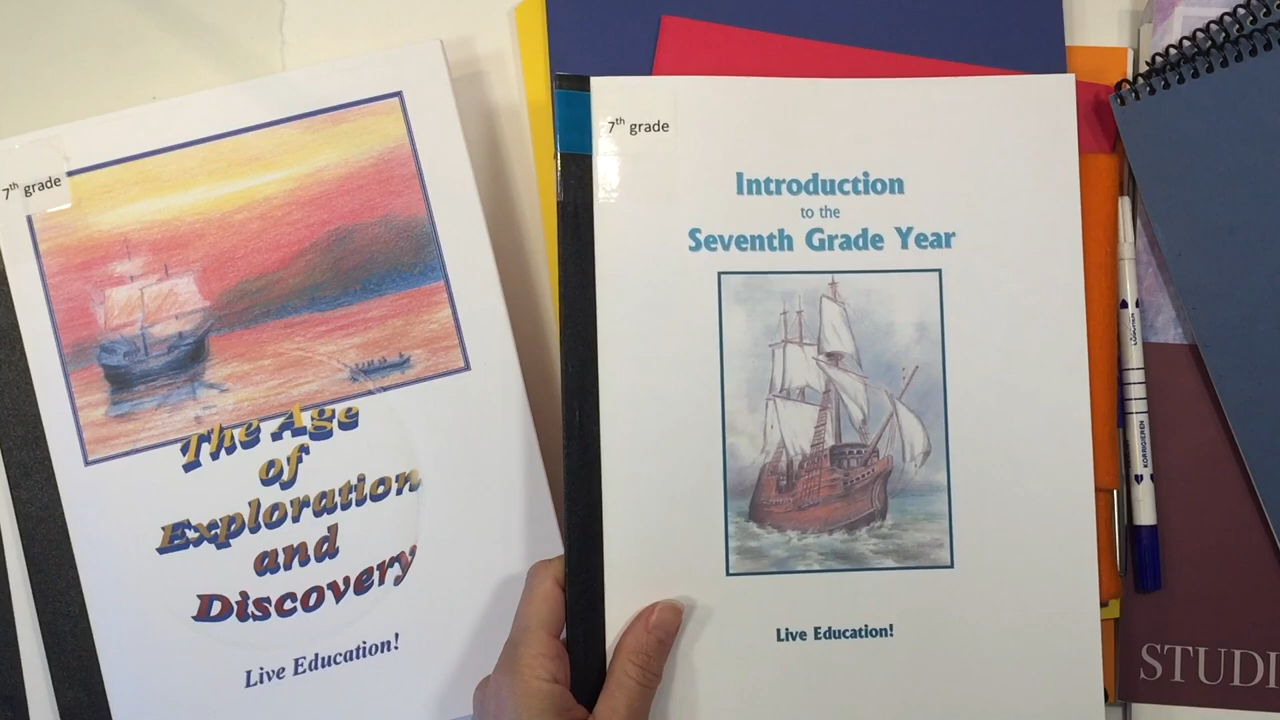 7th grade
The Age
of
Exploration
and
Discovery
Live Education!
7th grade
Introduction
to the
Seventh Grade Year
Live Education!
KORRIGIEREN
LÖSCHEN